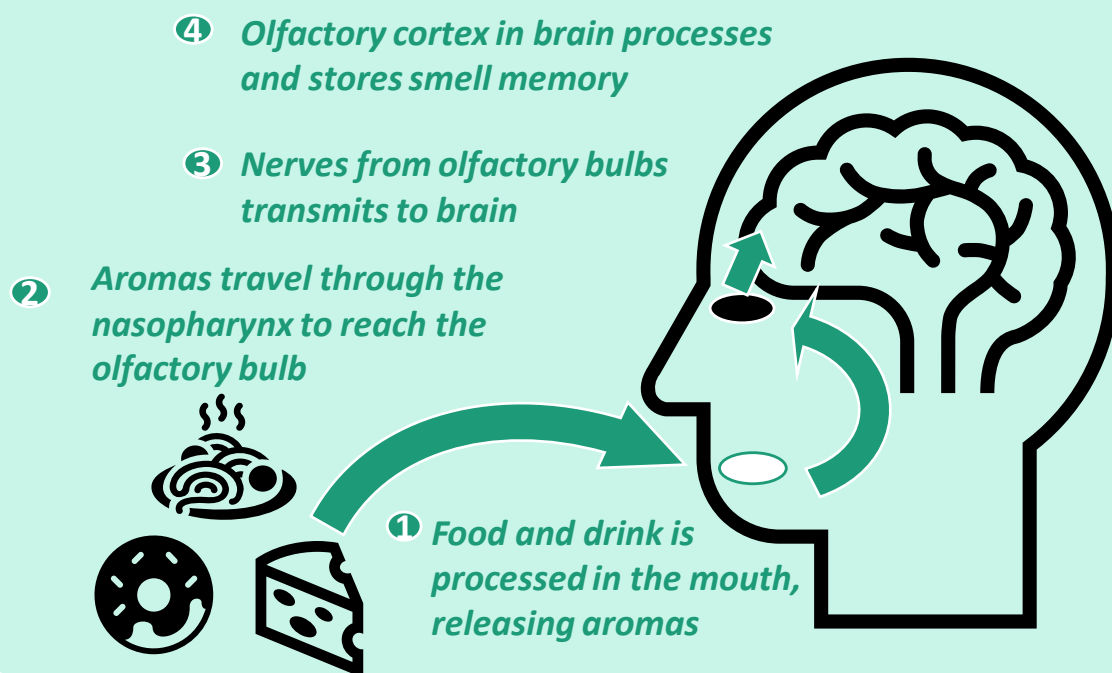 4 Olfactory cortex in brain processes
and stores smell memory
3 Nerves from olfactory bulbs
transmits to brain
2 Aromas travel through the
nasopharynx to reach the
olfactory bulb
1 Food and drink is
processed in the mouth,
releasing aromas